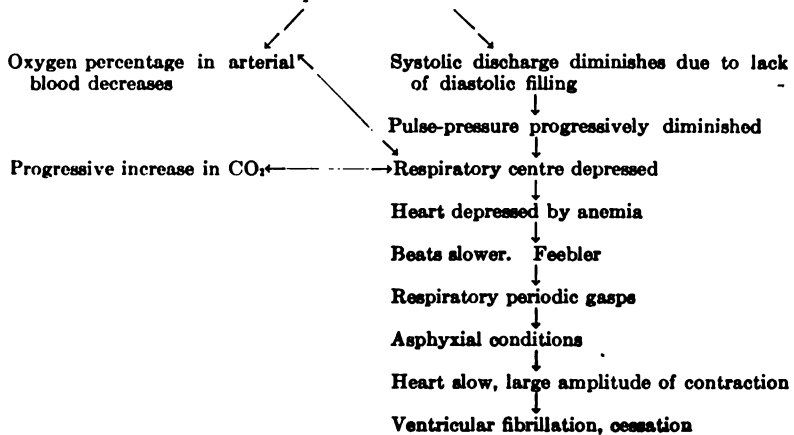 Oxygen percentage in arterial
blood decreases
Systolic discharge diminishes due to lack
of diastolic filling
Pulse-pressure progressively diminished
Progressive increase in CO₂
Respiratory centre depressed
Heart depressed by anemia
Beats slower. Feebler
Respiratory periodic gasps
Asphyxial conditions
Heart slow, large amplitude of contraction
Ventricular fibrillation, cessation